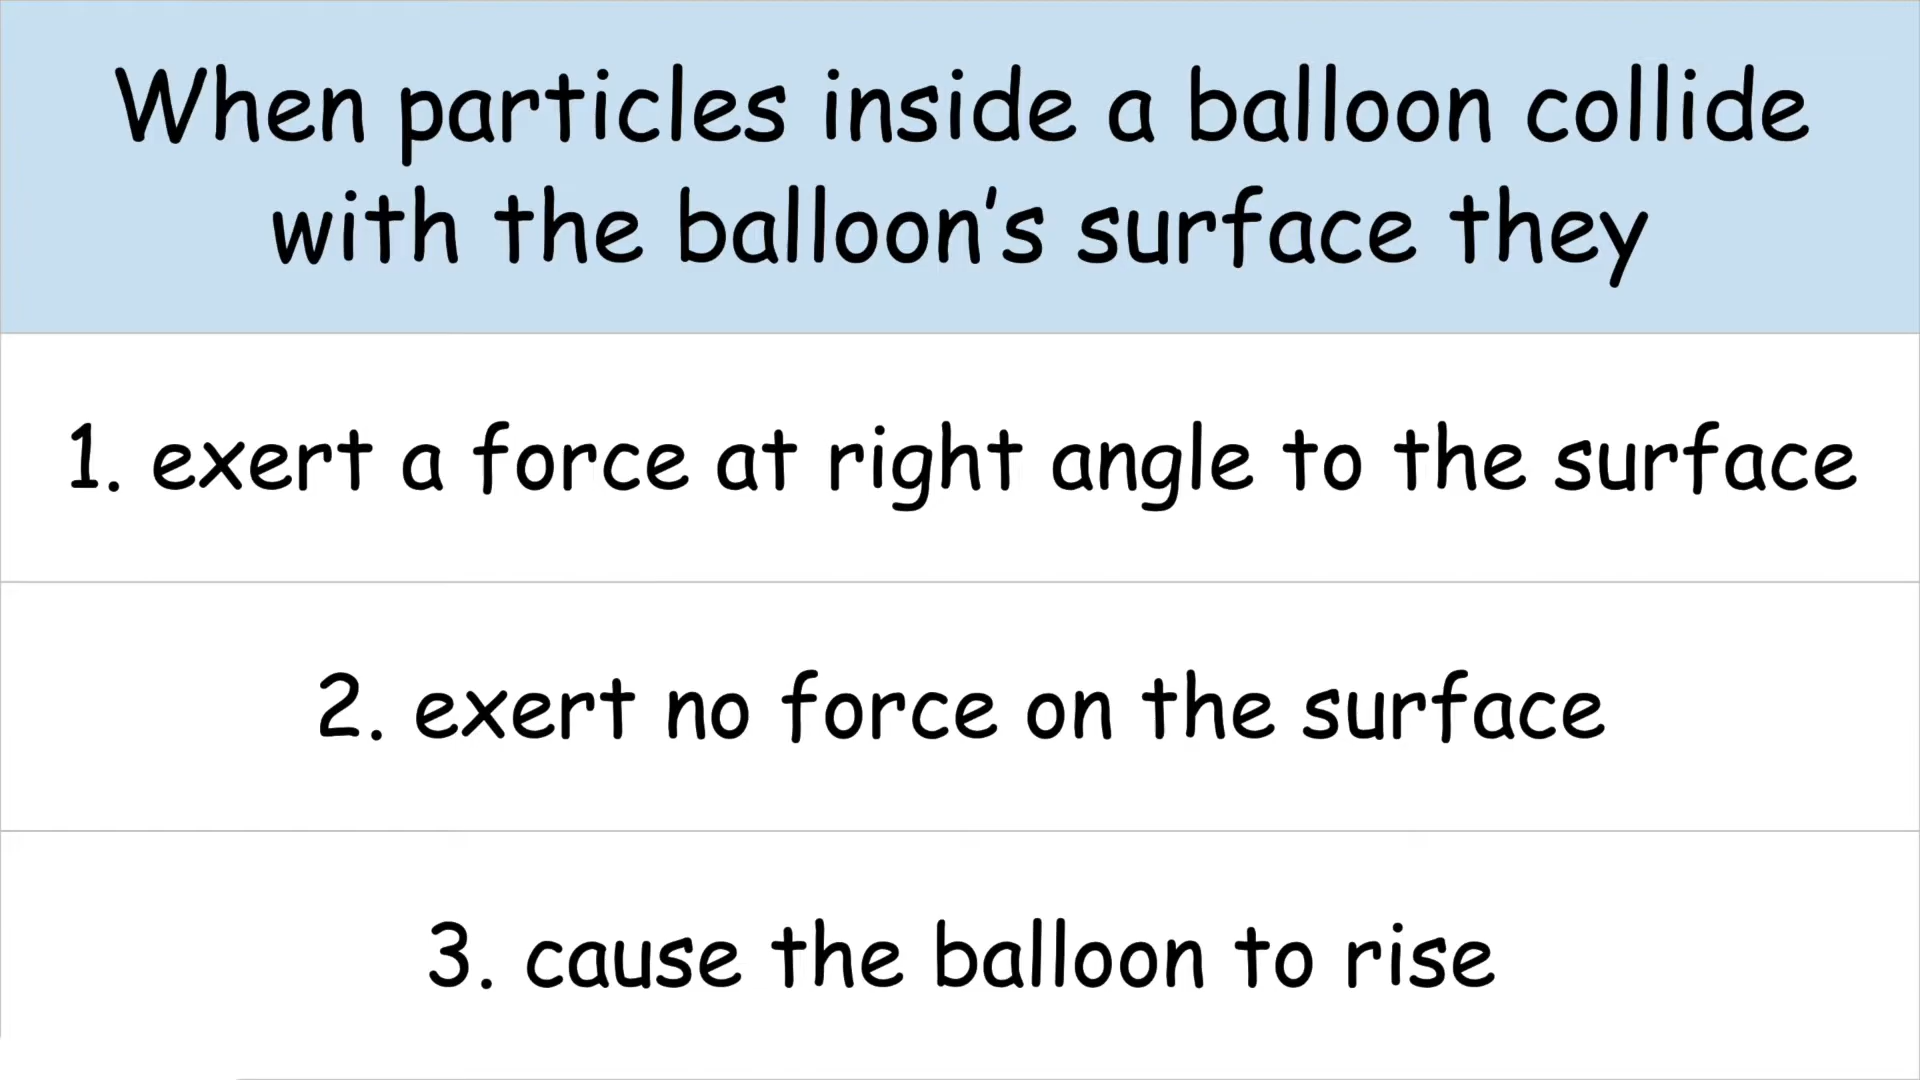 When particles inside a balloon collide
with the balloon's surface they
1. exert a force at right angle to the surface
2. exert no force on the surface
3. cause the balloon to rise